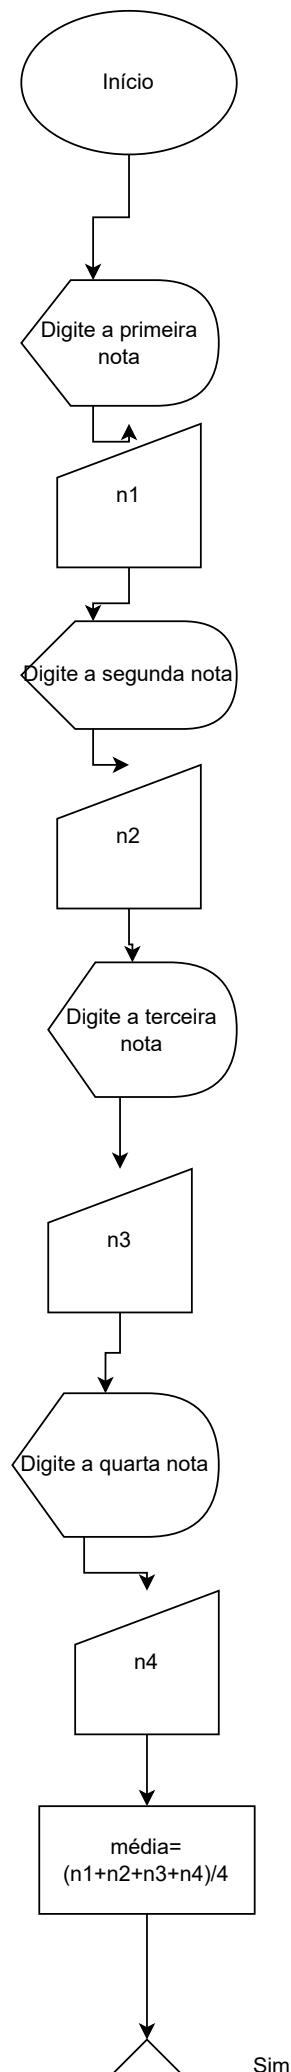 Início
Digite a primeira
nota
n1
Digite a segunda nota
n2
Digite a terceira
nota
n3
Digite a quarta nota
n4
média=
(n1+n2+n3+n4)/4
Sim